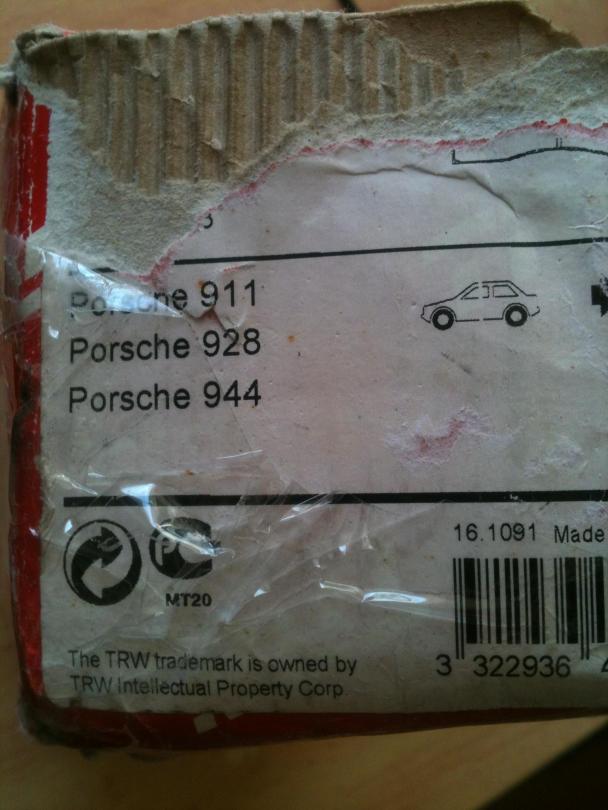 Porsche 911
Porsche 928
Porsche 944
16.1091 Made
MT20
3 322936
The TRW trademark is owned by
TRW Intellectual Property Corp